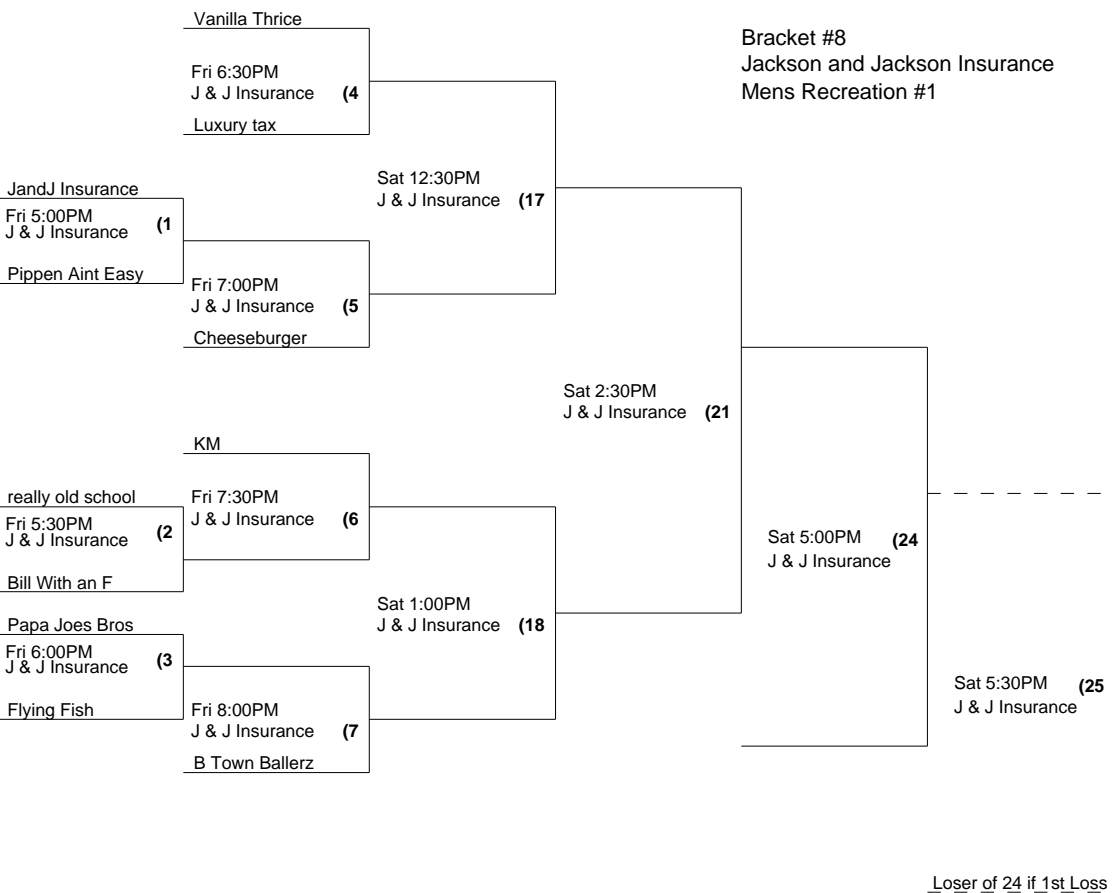 Vanilla Thrice
Bracket #8
Jackson and Jackson Insurance
Mens Recreation #1
Fri 6:30PM
J & J Insurance (4
Luxury tax
Sat 12:30PM
J & J Insurance (17
JandJ Insurance
Fri 5:00PM
J & J Insurance (1
Pippen Aint Easy
Fri 7:00PM
J & J Insurance (5
Cheeseburger
Sat 2:30PM
J & J Insurance (21
KM
really old school
Fri 5:30PM
J & J Insurance (2
Bill With an F
Fri 7:30PM
J & J Insurance (6
Sat 5:00PM (24
J & J Insurance
Sat 1:00PM
J & J Insurance (18
Papa Joes Bros
Fri 6:00PM
J & J Insurance (3
Flying Fish
Fri 8:00PM
J & J Insurance (7
B Town Ballerz
Sat 5:30PM (25
J & J Insurance
Loser of 24 if 1st Loss